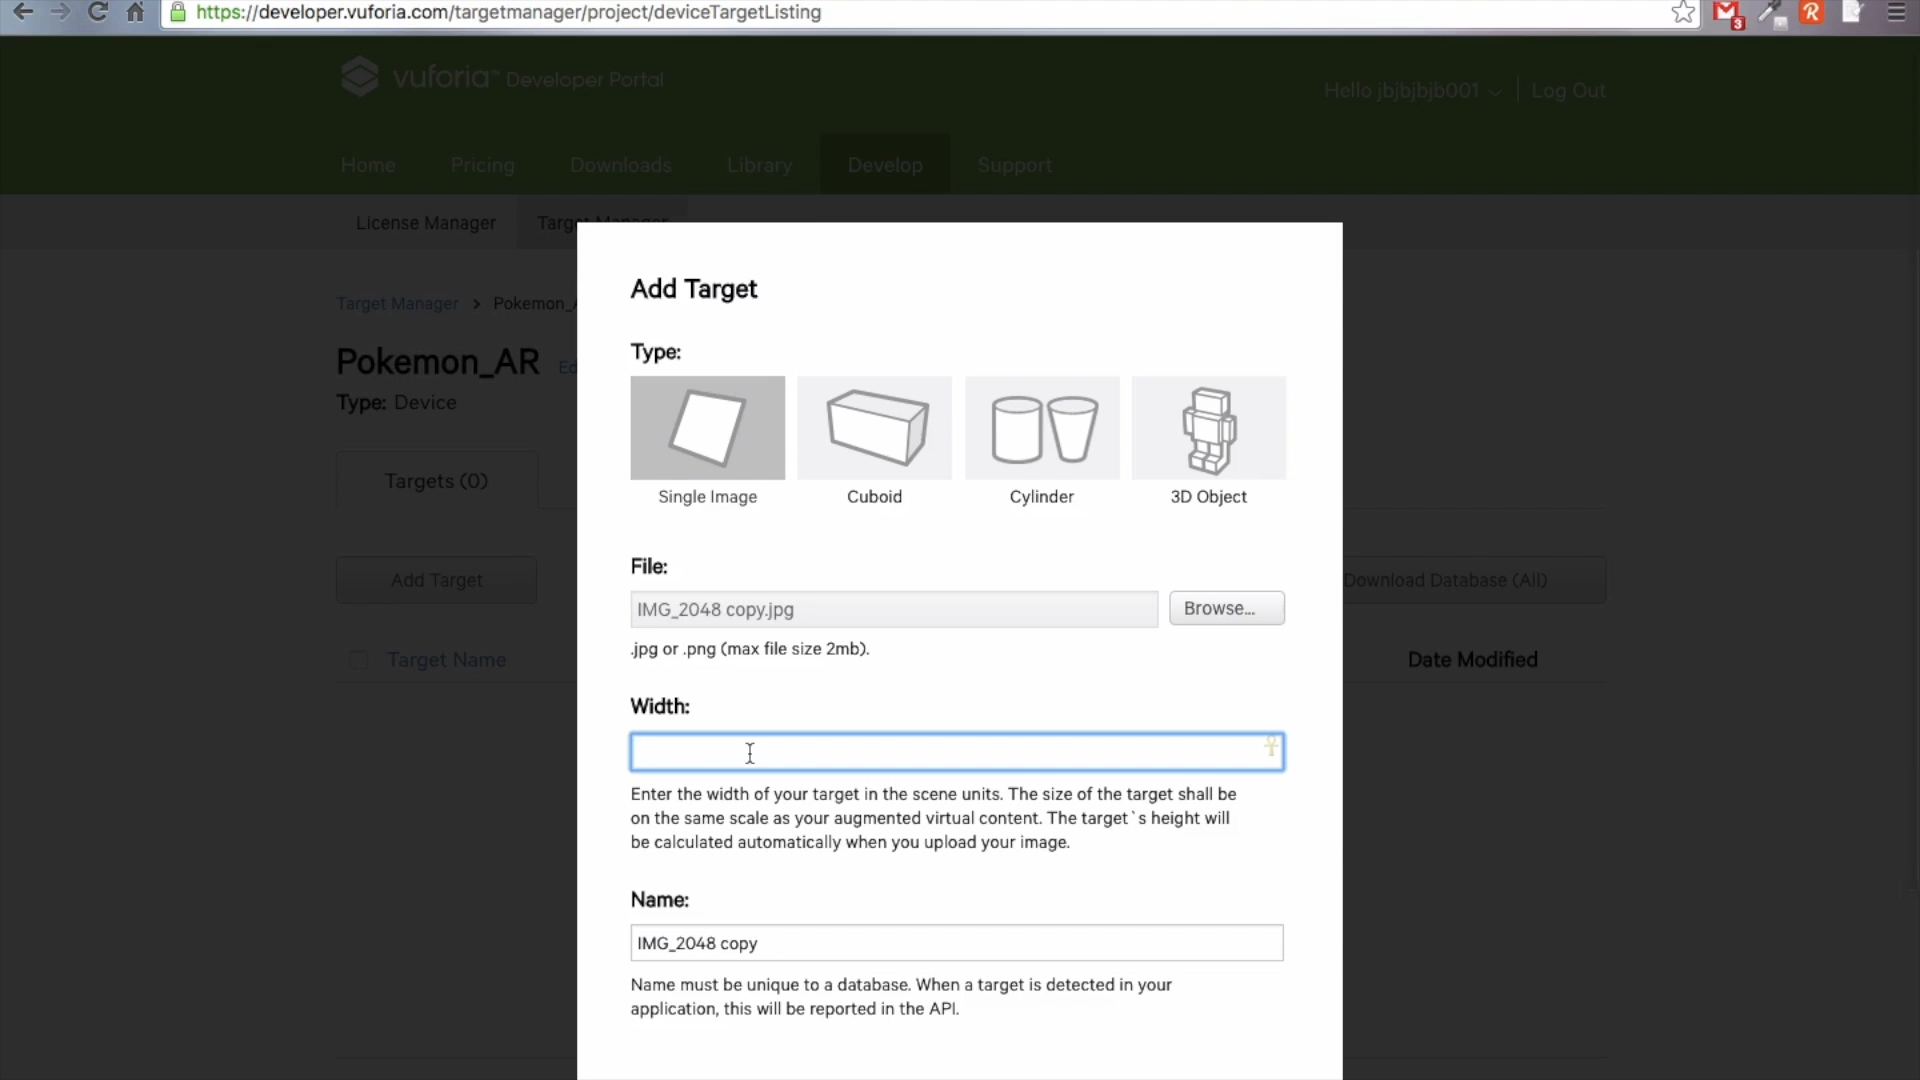 https://developer.vuforia.com/targetmanager/project/deviceTargetListing
3
vuforia™ Developer Portal
Hello jbjbjbjb001
Log Out
Home
Pricing
Downloads
Library
Develop
Support
License Manager
Target Manager
Add Target
Target Manager > Pokemon_A
Type:
Pokemon_AR
Ed
Type: Device
Single Image
Cuboid
Cylinder
3D Object
Targets (0)
File:
Add Target
IMG_2048 copy.jpg
Browse...
Download Database (All)
.jpg or .png (max file size 2mb).
Target Name
Date Modified
Width:
Enter the width of your target in the scene units. The size of the target shall be
on the same scale as your augmented virtual content. The target`s height will
be calculated automatically when you upload your image.
Name:
IMG_2048 copy
Name must be unique to a database. When a target is detected in your
application, this will be reported in the API.